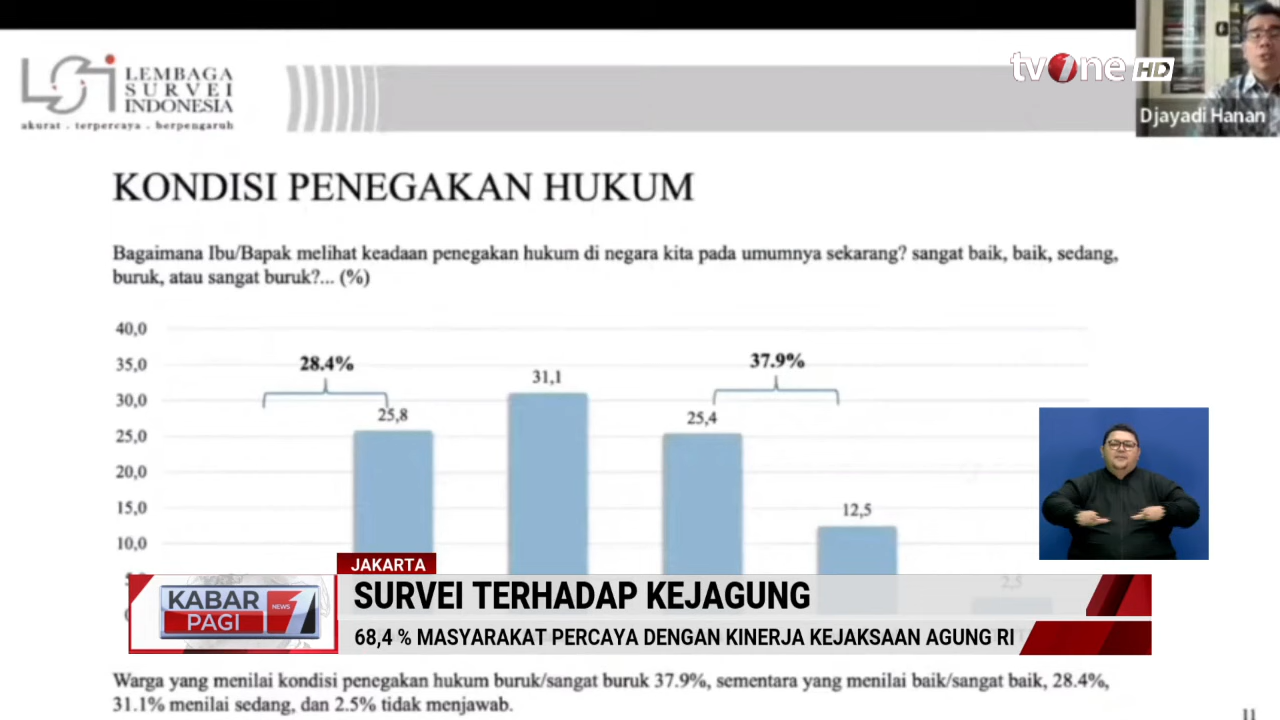 LSI LEMBAGA
SURVEI
INDONESIA
akurat . terpercaya . berpengaruh
tvOne HD
Djayadi Hanan
KONDISI PENEGAKAN HUKUM
Bagaimana Ibu/Bapak melihat keadaan penegakan hukum di negara kita pada umumnya sekarang? sangat baik, baik, sedang,
buruk, atau sangat buruk?... (%)
40,0
35,0
30,0
25,0
20,0
15,0
10,0
28.4%
37.9%
25,8
31,1
25,4
12,5
2,5
JAKARTA
KABAR
PAGI
NEWS
SURVEI TERHADAP KEJAGUNG
68,4 % MASYARAKAT PERCAYA DENGAN KINERJA KEJAKSAAN AGUNG RI
Warga yang menilai kondisi penegakan hukum buruk/sangat buruk 37.9%, sementara yang menilai baik/sangat baik, 28.4%,
31.1% menilai sedang, dan 2.5% tidak menjawab.
11